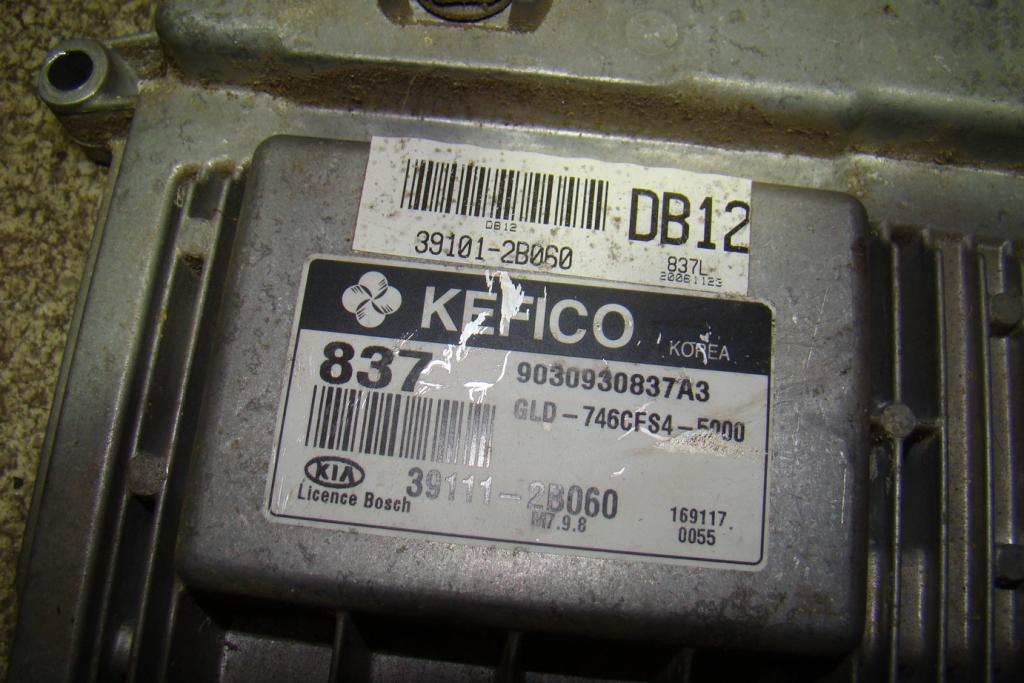 DB12
DB12
39101-2B060
837L
20061123
KEFICO
KOREA
837
9030930837A3
GLD-746CFS4-5000
KIA
39111-2B060
Licence Bosch
M7.9.8
169117
0055